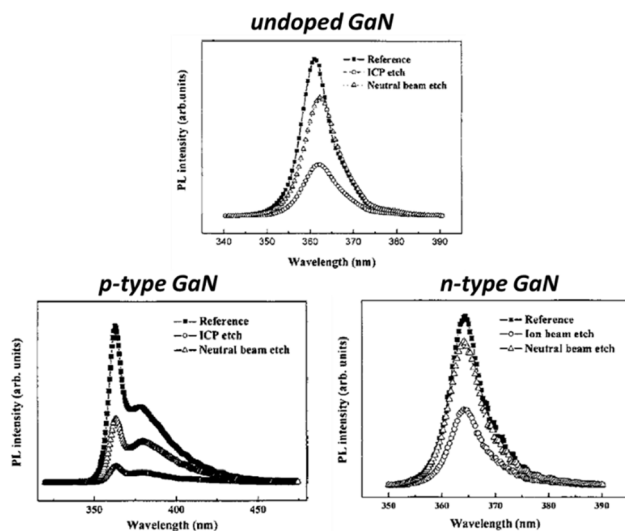 undoped GaN
PL intensity (arb.units)
Reference
ICP etch
Neutral beam etch
340 350 360 370 380 390
Wavelength (nm)
p-type GaN
PL intensity (arb. units)
Reference
ICP etch
Neutral beam etch
350 400 450
Wavelength (nm)
n-type GaN
PL intensity (arb. units)
Reference
Ion beam etch
Neutral beam etch
350 360 370 380 390
Wavelength (nm)